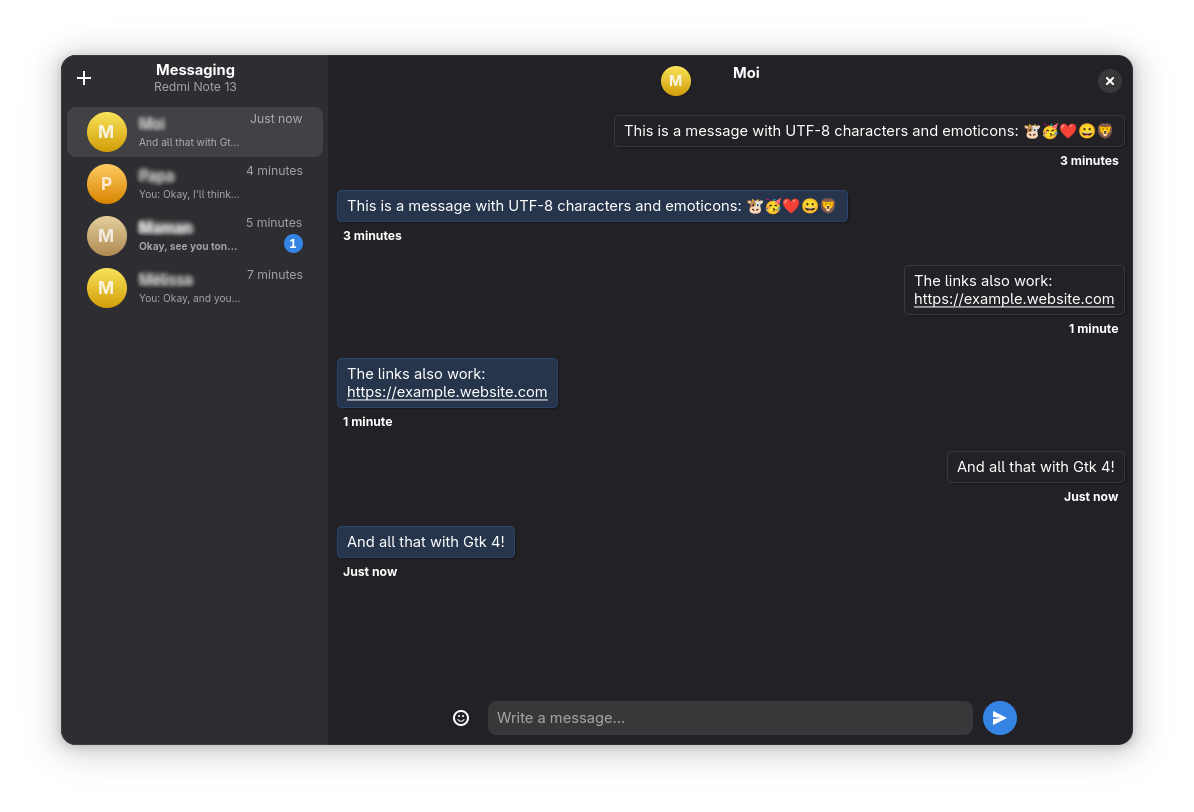 Messaging
Redmi Note 13
M
Moi
Just now
And all that with Gt...
P
Papa
4 minutes
You: Okay, I'll think...
M
Maman
5 minutes
Okay, see you ton...
1
M
Mélissa
7 minutes
You: Okay, and you...
M
Moi
This is a message with UTF-8 characters and emoticons: 🐮🥳❤️😀🦁
3 minutes
This is a message with UTF-8 characters and emoticons: 🐮🥳❤️😀🦁
3 minutes
The links also work:
https://example.website.com
1 minute
The links also work:
https://example.website.com
1 minute
And all that with Gtk 4!
Just now
And all that with Gtk 4!
Just now
Write a message...